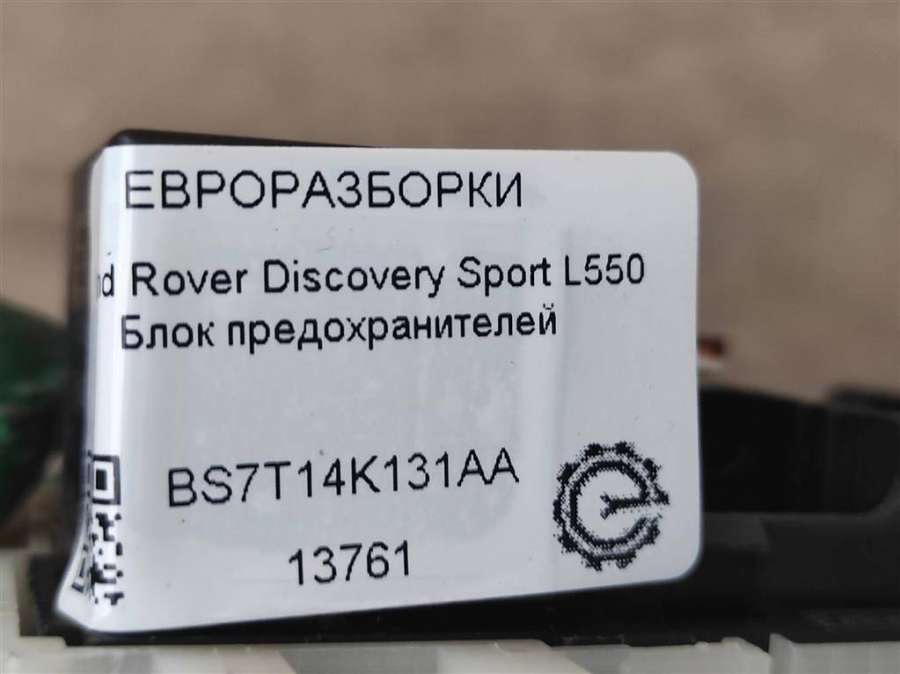 ЕВРОРАЗБОРКИ
Rover Discovery Sport L550
Блок предохранителей
BS7T14K131AA
13761